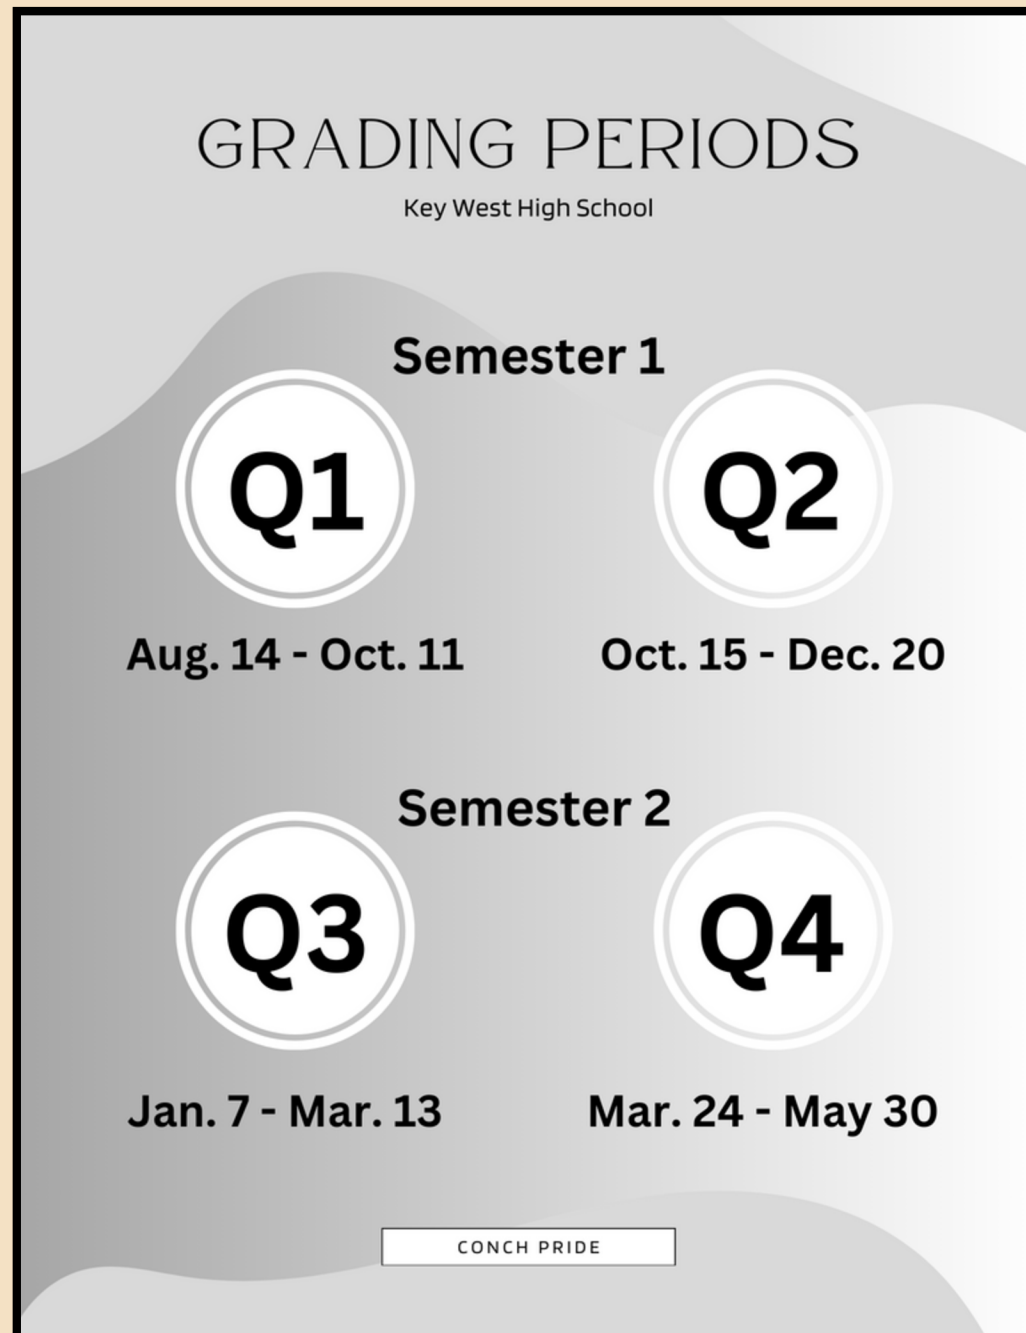 GRADING PERIODS
Key West High School
Semester 1
Q1
Q2
Aug. 14 - Oct. 11
Oct. 15 - Dec. 20
Semester 2
Q3
Q4
Jan. 7 - Mar. 13
Mar. 24 - May 30
CONCH PRIDE